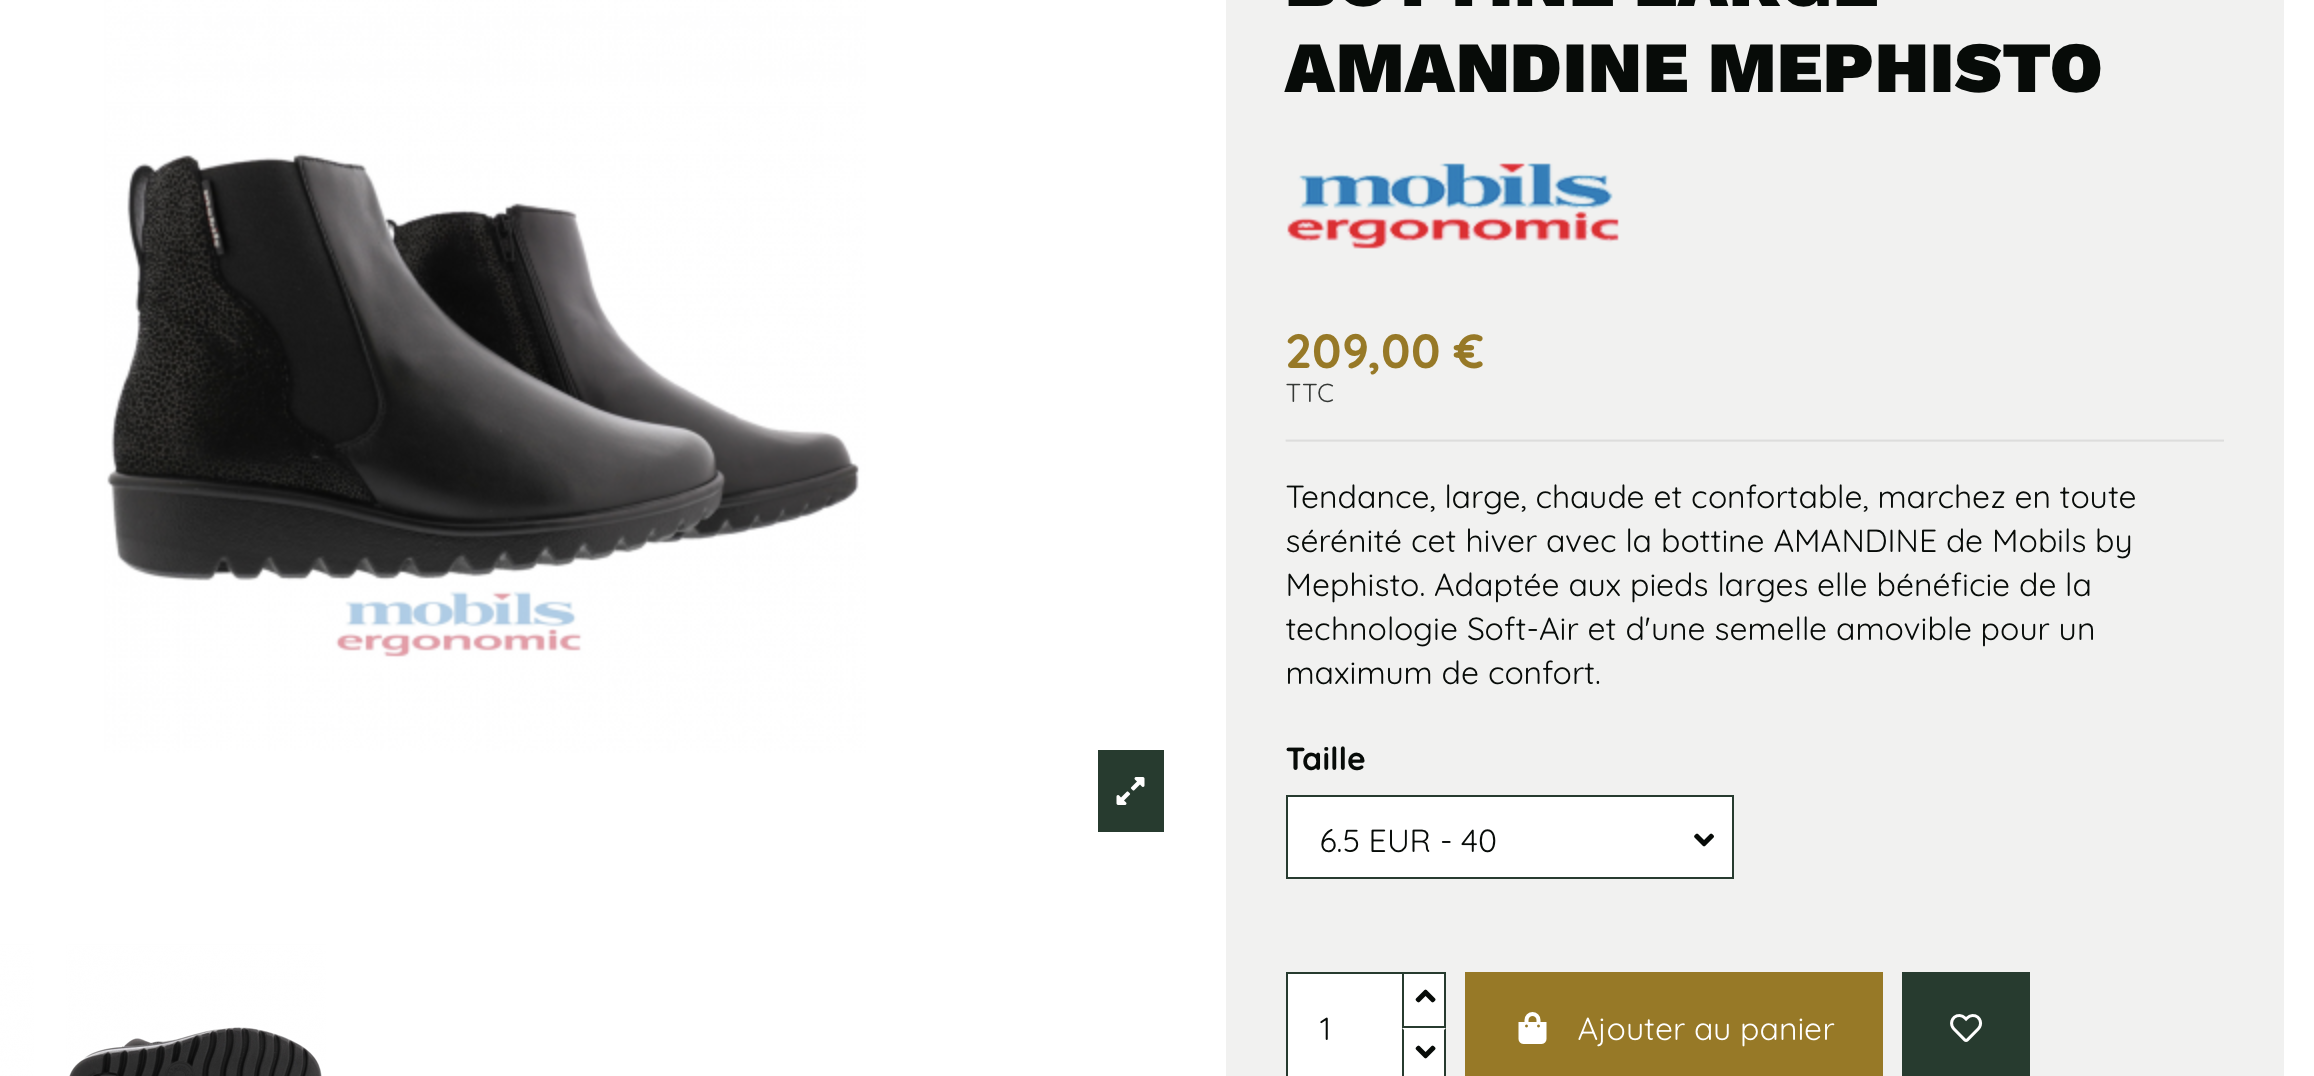 BOTTINE LARGE
AMANDINE MEPHISTO
mobils
ergonomic
209,00 €
TTC
Tendance, large, chaude et confortable, marchez en toute
sérénité cet hiver avec la bottine AMANDINE de Mobils by
Mephisto. Adaptée aux pieds larges elle bénéficie de la
technologie Soft-Air et d'une semelle amovible pour un
maximum de confort.
Taille
6.5 EUR - 40
1
Ajouter au panier
mobils
ergonomic